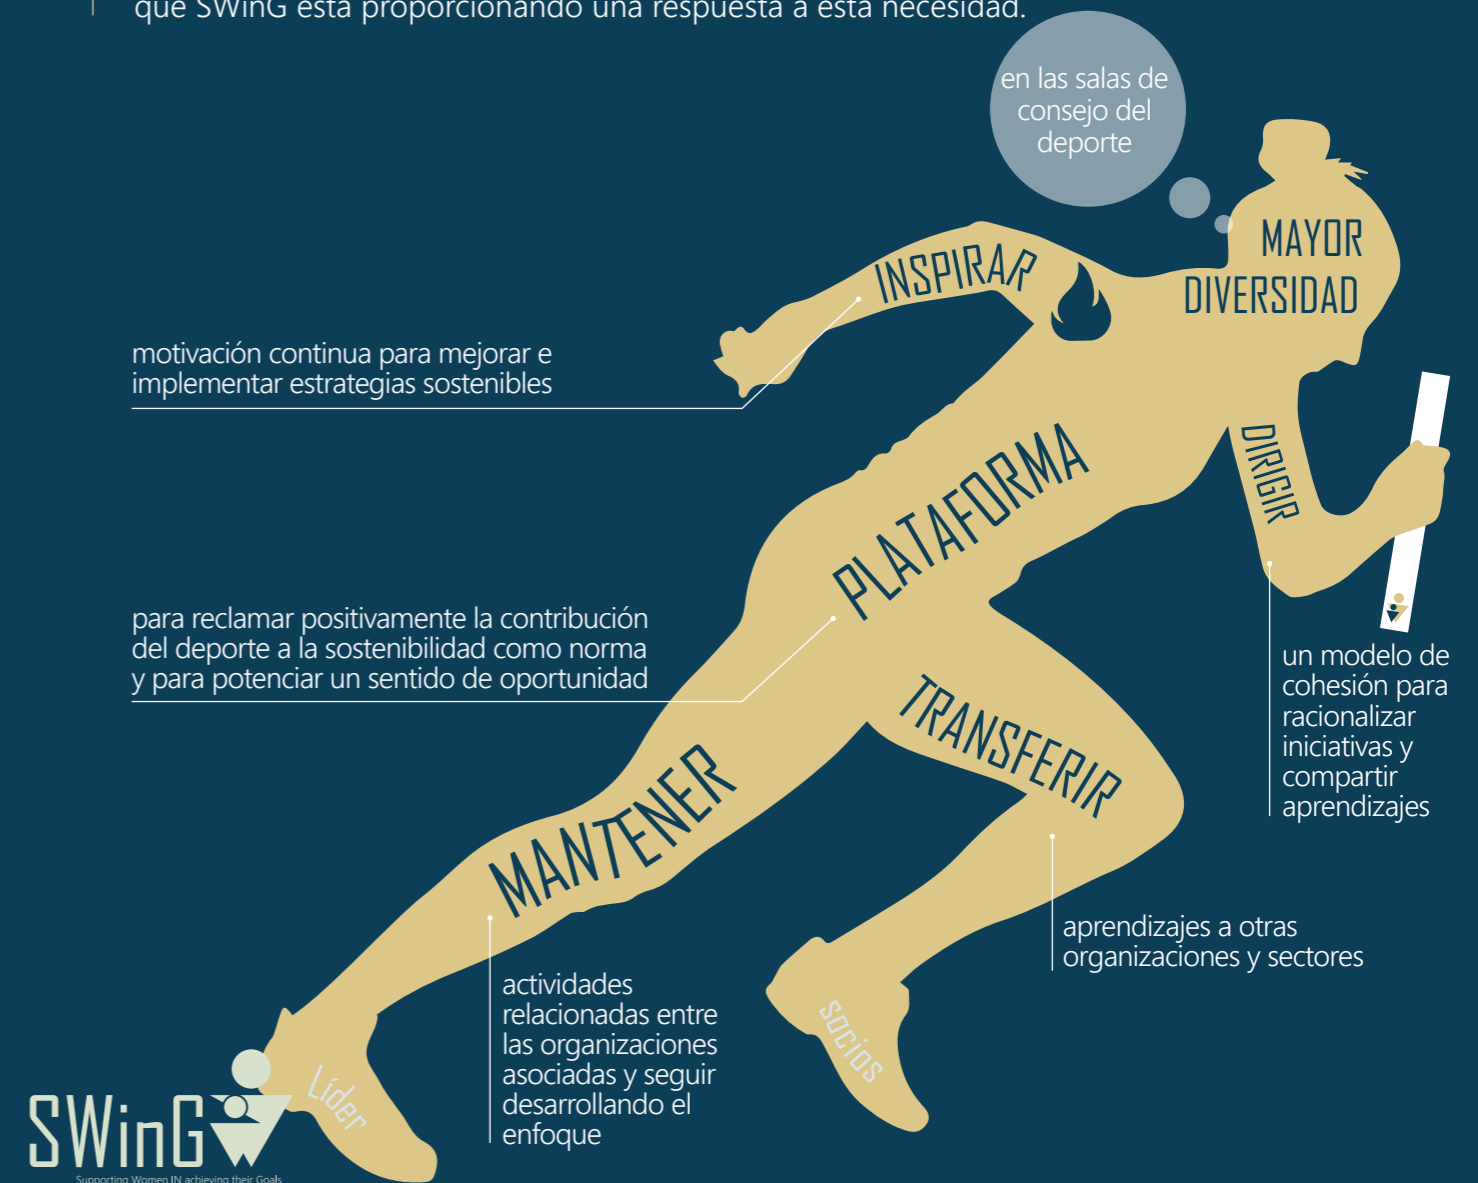 que SWinG está proporcionando una respuesta a esta necesidad.
en las salas de
consejo del
deporte
MAYOR
DIVERSIDAD
INSPIRAR
motivación continua para mejorar e
implementar estrategias sostenibles
DIRIGIR
PLATAFORMA
para reclamar positivamente la contribución
del deporte a la sostenibilidad como norma
y para potenciar un sentido de oportunidad
un modelo de
cohesión para
racionalizar
iniciativas y
compartir
aprendizajes
TRANSFERIR
MANTENER
aprendizajes a otras
organizaciones y sectores
actividades
relacionadas entre
las organizaciones
asociadas y seguir
desarrollando el
enfoque
socios
Líder
SWinG
Supporting Women IN achieving their Goals